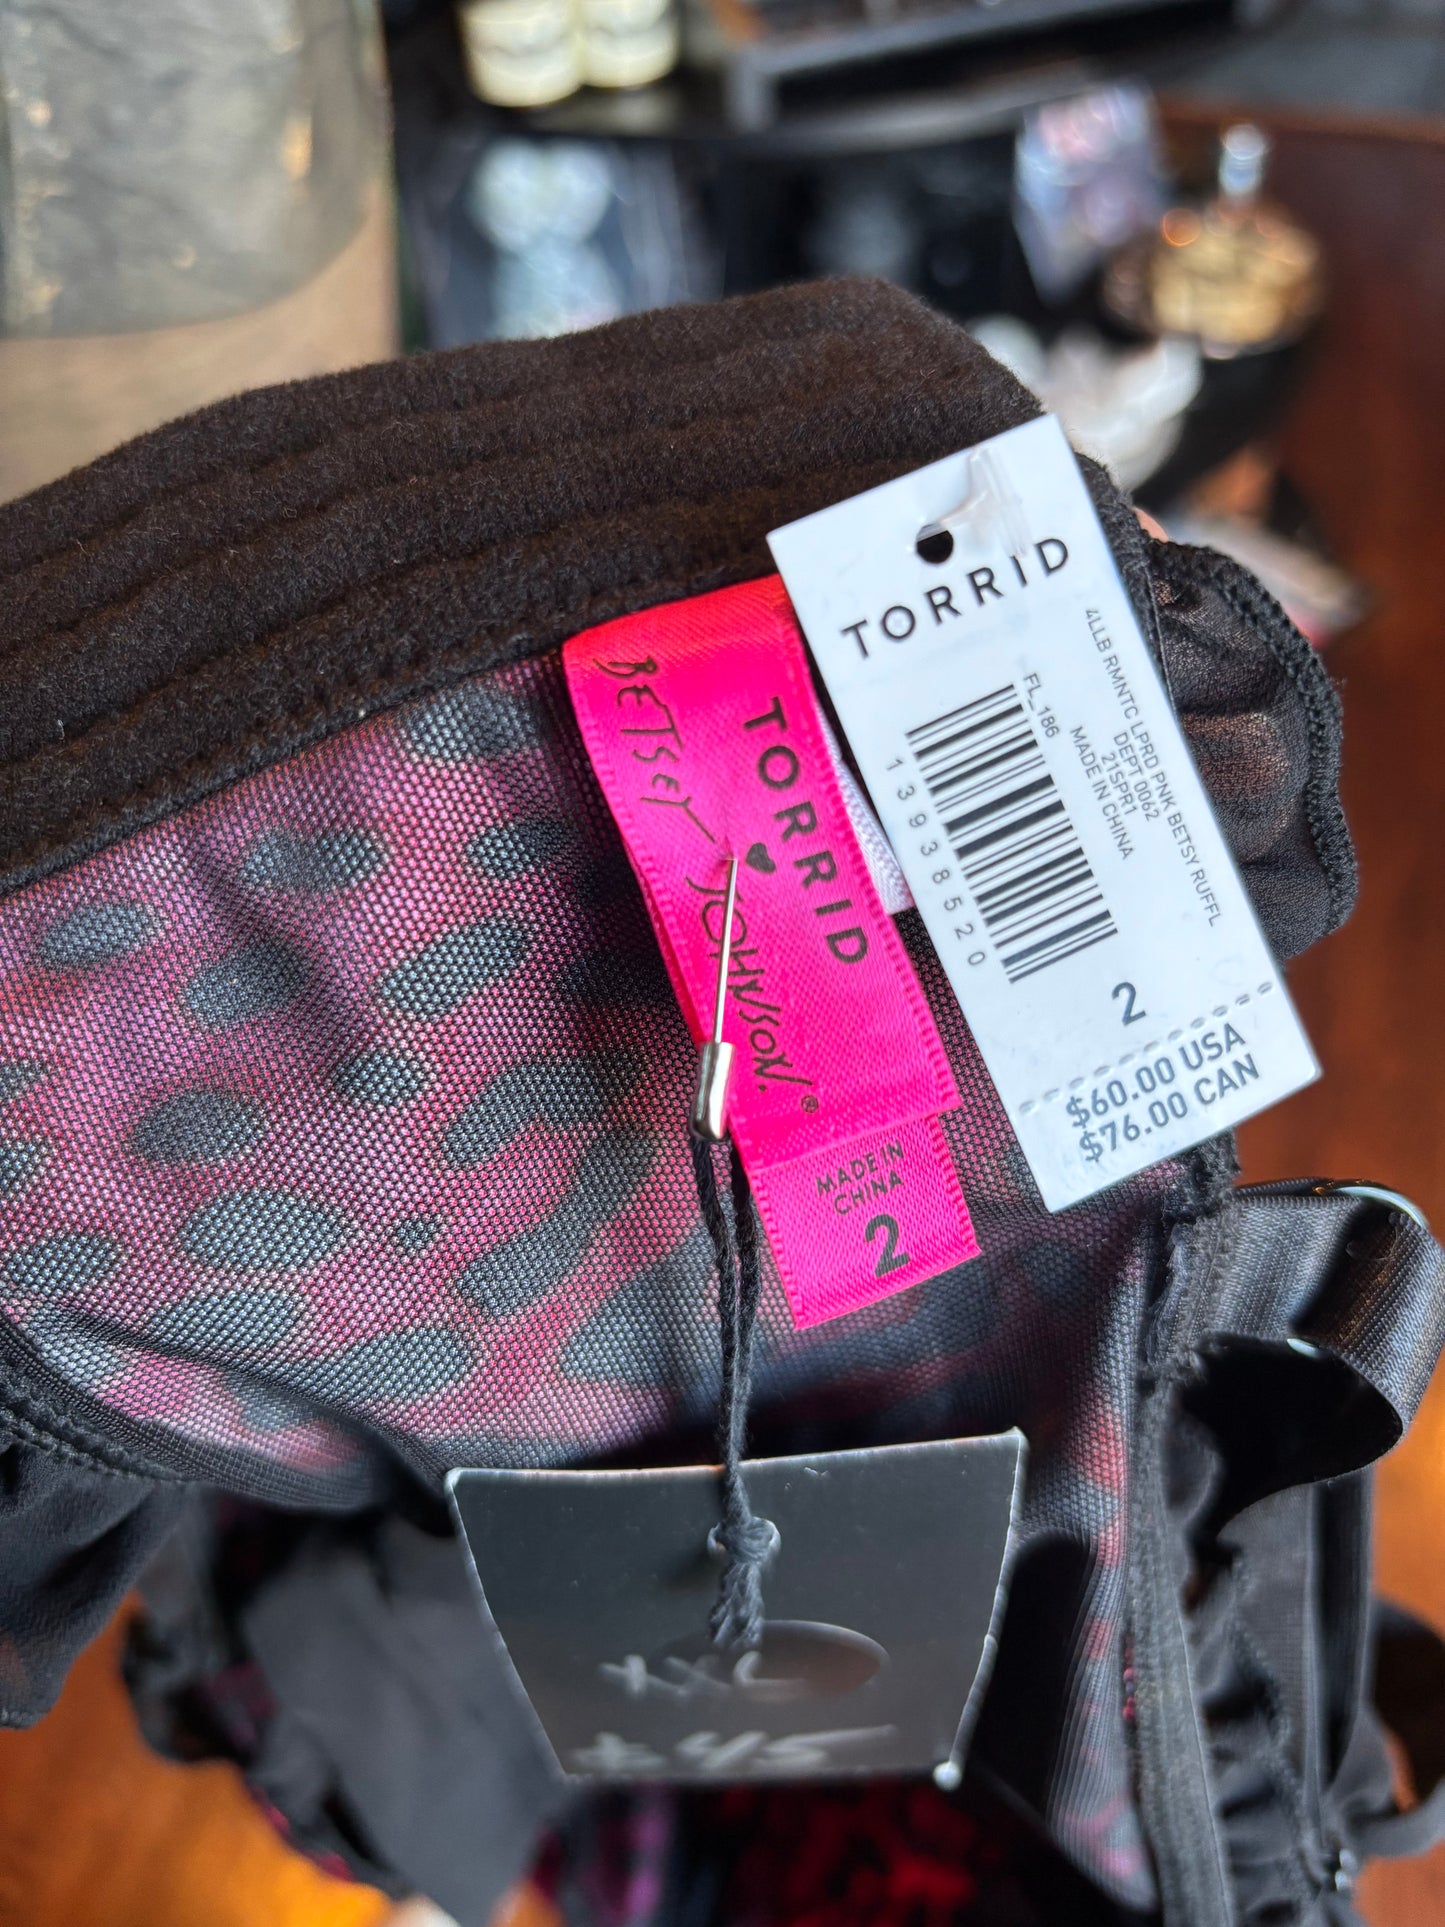 TORRID
4LLB RMNTC LPRD PNK BETSY RUFFL
DEPT 0062
21SPR1
MADE IN CHINA
FL_186
13938520
2
$60.00 USA
$76.00 CAN
TORRID
BETSEY JOHNSON.®
MADE IN
CHINA
2
XXL
$45